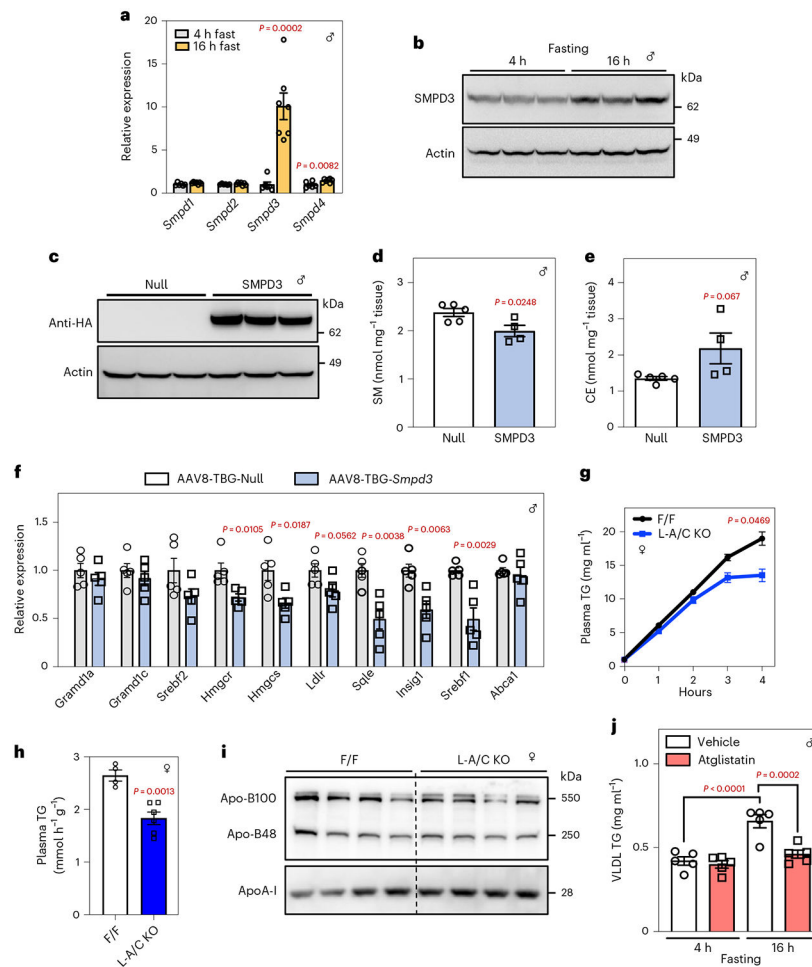 a
20
15
10
5
0
Relative expression
4 h fast
16 h fast
♂
P = 0.0002
P = 0.0082
Smpd1
Smpd2
Smpd3
Smpd4
b
Fasting
♂
4 h
16 h
kDa
SMPD3
62
49
Actin
c
Null
SMPD3 ♂
kDa
Anti-HA
62
49
Actin
d
♂
3
2
1
0
SM (nmol mg⁻¹ tissue)
P = 0.0248
Null
SMPD3
e
♂
4
3
2
1
0
CE (nmol mg⁻¹ tissue)
P = 0.067
Null
SMPD3
f
AAV8-TBG-Null
AAV8-TBG-Smpd3
♂
1.5
1.0
0.5
0
Relative expression
P = 0.0105
P = 0.0187
P = 0.0562
P = 0.0038
P = 0.0063
P = 0.0029
Gramd1a
Gramd1c
Srebf2
Hmgcr
Hmgcs
Ldlr
Sqle
Insig1
Srebf1
Abca1
g
F/F
L-A/C KO
♀
P = 0.0469
20
15
10
5
0
Plasma TG (mg ml⁻¹)
0 1 2 3 4
Hours
h
♀
3
2
1
0
Plasma TG
(mmol h⁻¹ g⁻¹)
P = 0.0013
F/F
L-A/C KO
i
F/F
L-A/C KO ♀
kDa
Apo-B100
550
Apo-B48
250
ApoA-I
28
j
Vehicle
Atglistatin
♂
1.0
0.5
0
VLDL TG (mg ml⁻¹)
P < 0.0001
P = 0.0002
4 h
16 h
Fasting